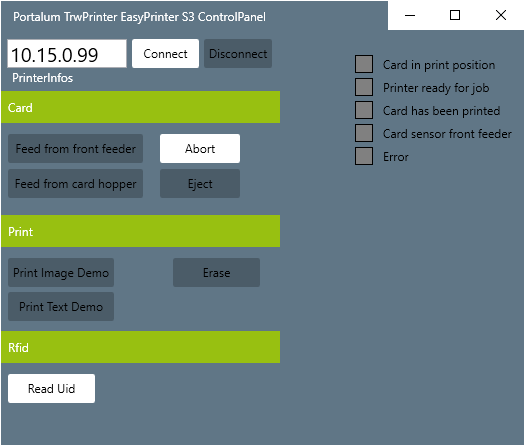 Portalum TrwPrinter EasyPrinter S3 ControlPanel
10.15.0.99 Connect Disconnect
PrinterInfos
Card
Feed from front feeder Abort
Feed from card hopper Eject
Print
Print Image Demo Erase
Print Text Demo
Rfid
Read Uid
Card in print position
Printer ready for job
Card has been printed
Card sensor front feeder
Error